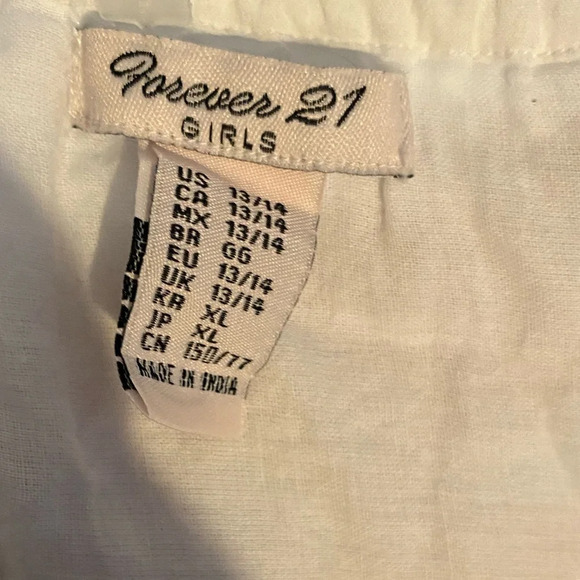 Forever 21
GIRLS
US 13/14
CA 13/14
MX 13/14
BR GG
EU 13/14
UK 13/14
KR XL
JP XL
CN 150/77
MADE IN INDIA